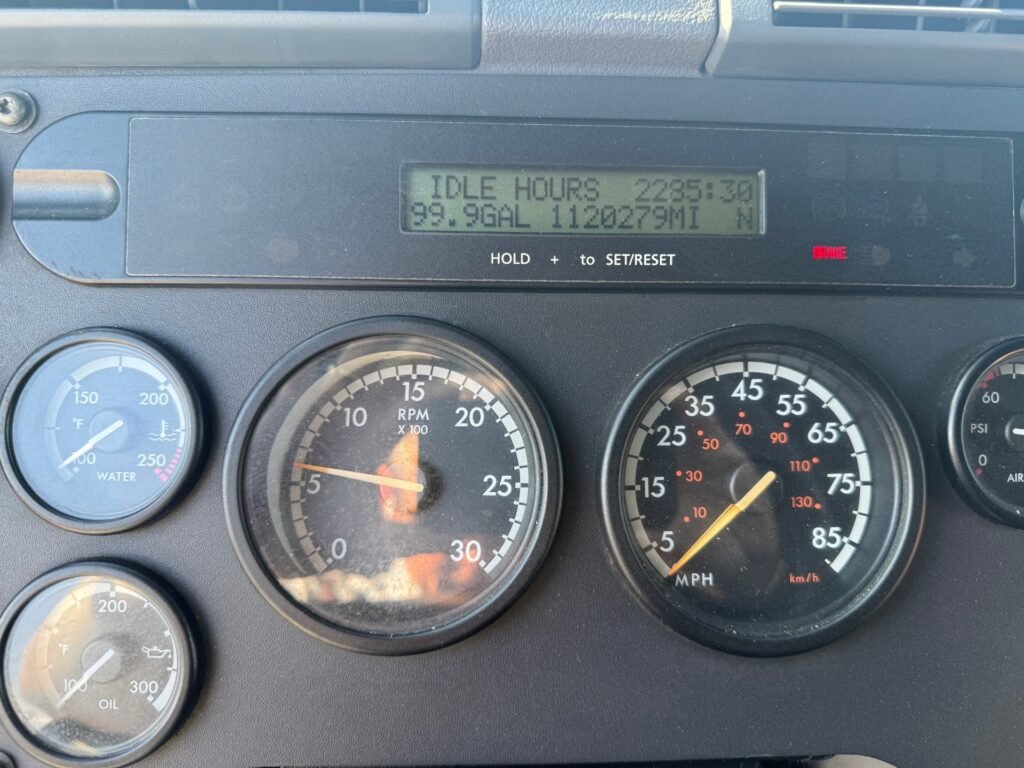 IDLE HOURS 2285:30
99.9GAL 1120279MI N
HOLD + to SET/RESET
BRAKE
150 200
°F
100 250
WATER
15
10 20
RPM
X 100
5 25
0 30
45
35 55
25 65
15 75
5 85
70
50 90
30 110
10 130
MPH km/h
60
PSI
0
AIR
200
°F
100 300
OIL